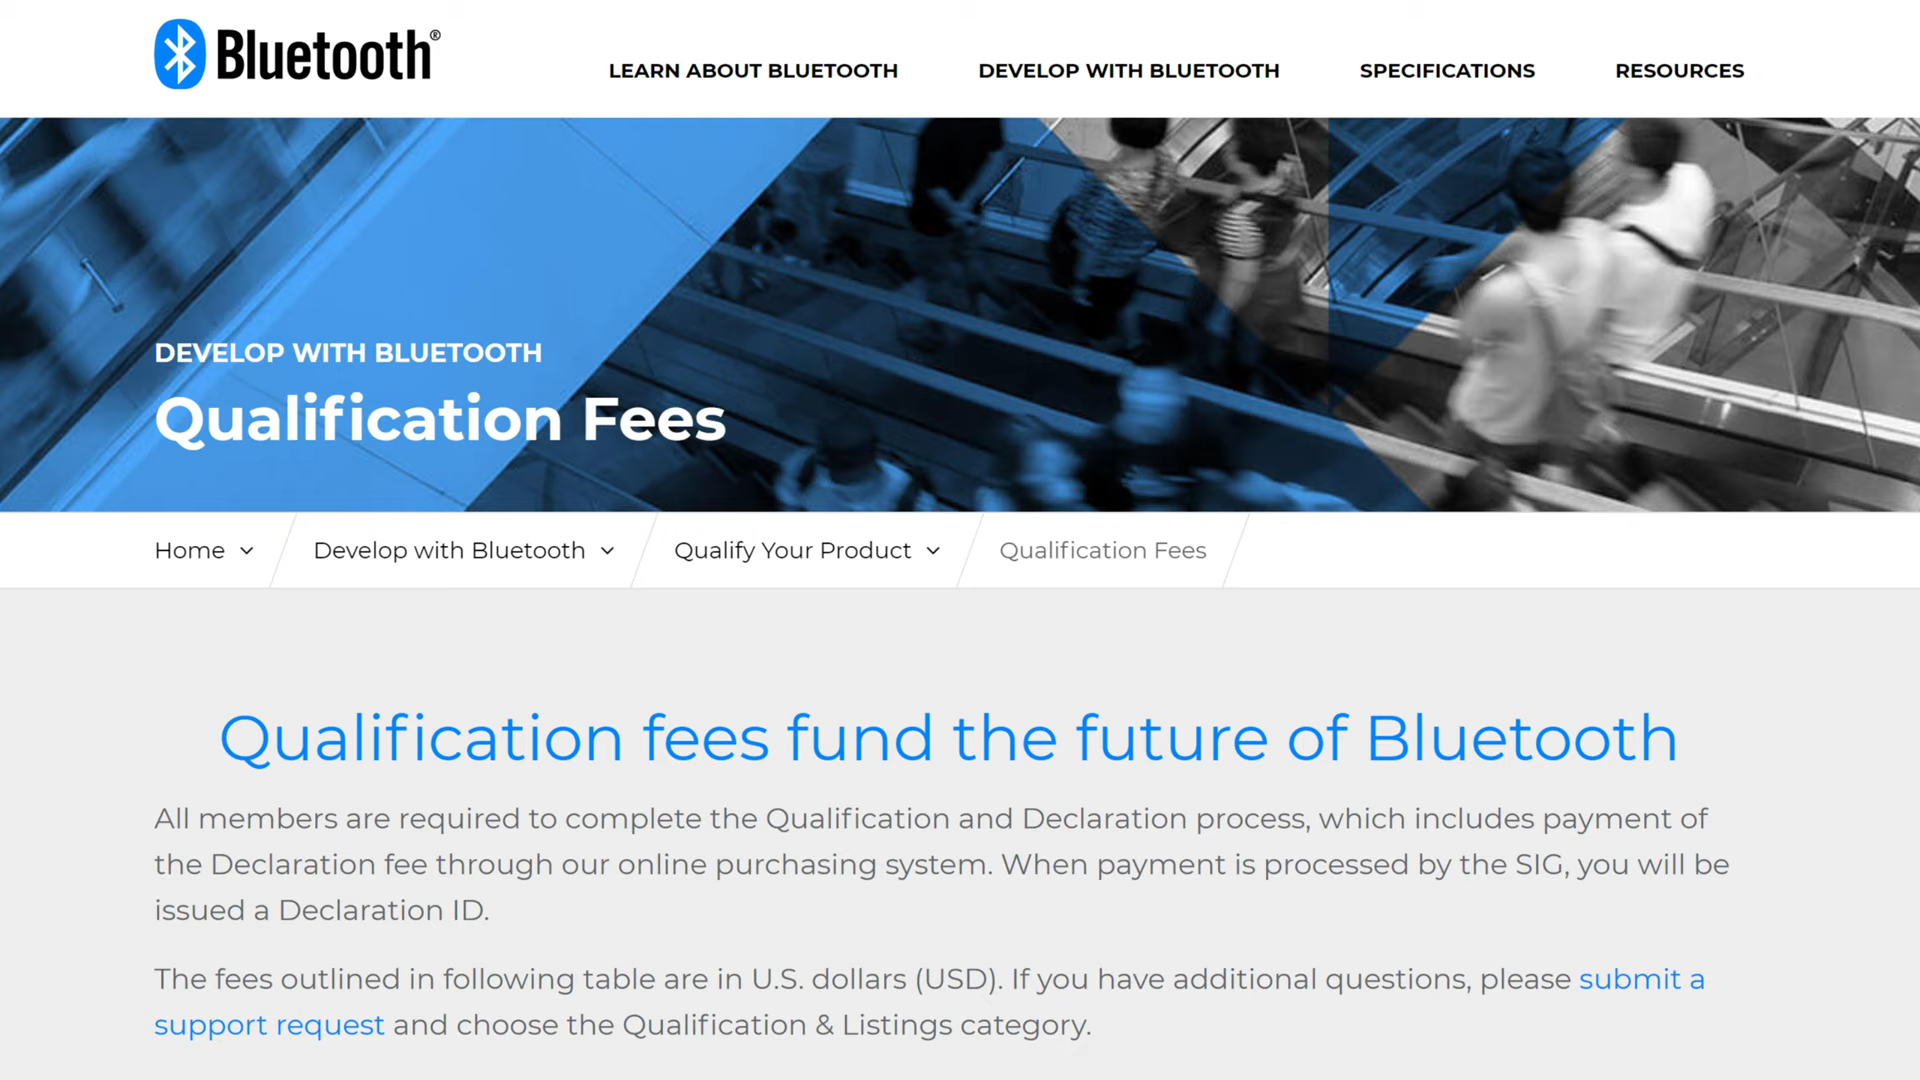 Bluetooth®
LEARN ABOUT BLUETOOTH
DEVELOP WITH BLUETOOTH
SPECIFICATIONS
RESOURCES
DEVELOP WITH BLUETOOTH
Qualification Fees
Home
Develop with Bluetooth
Qualify Your Product
Qualification Fees
Qualification fees fund the future of Bluetooth
All members are required to complete the Qualification and Declaration process, which includes payment of
the Declaration fee through our online purchasing system. When payment is processed by the SIG, you will be
issued a Declaration ID.
The fees outlined in following table are in U.S. dollars (USD). If you have additional questions, please submit a
support request and choose the Qualification & Listings category.